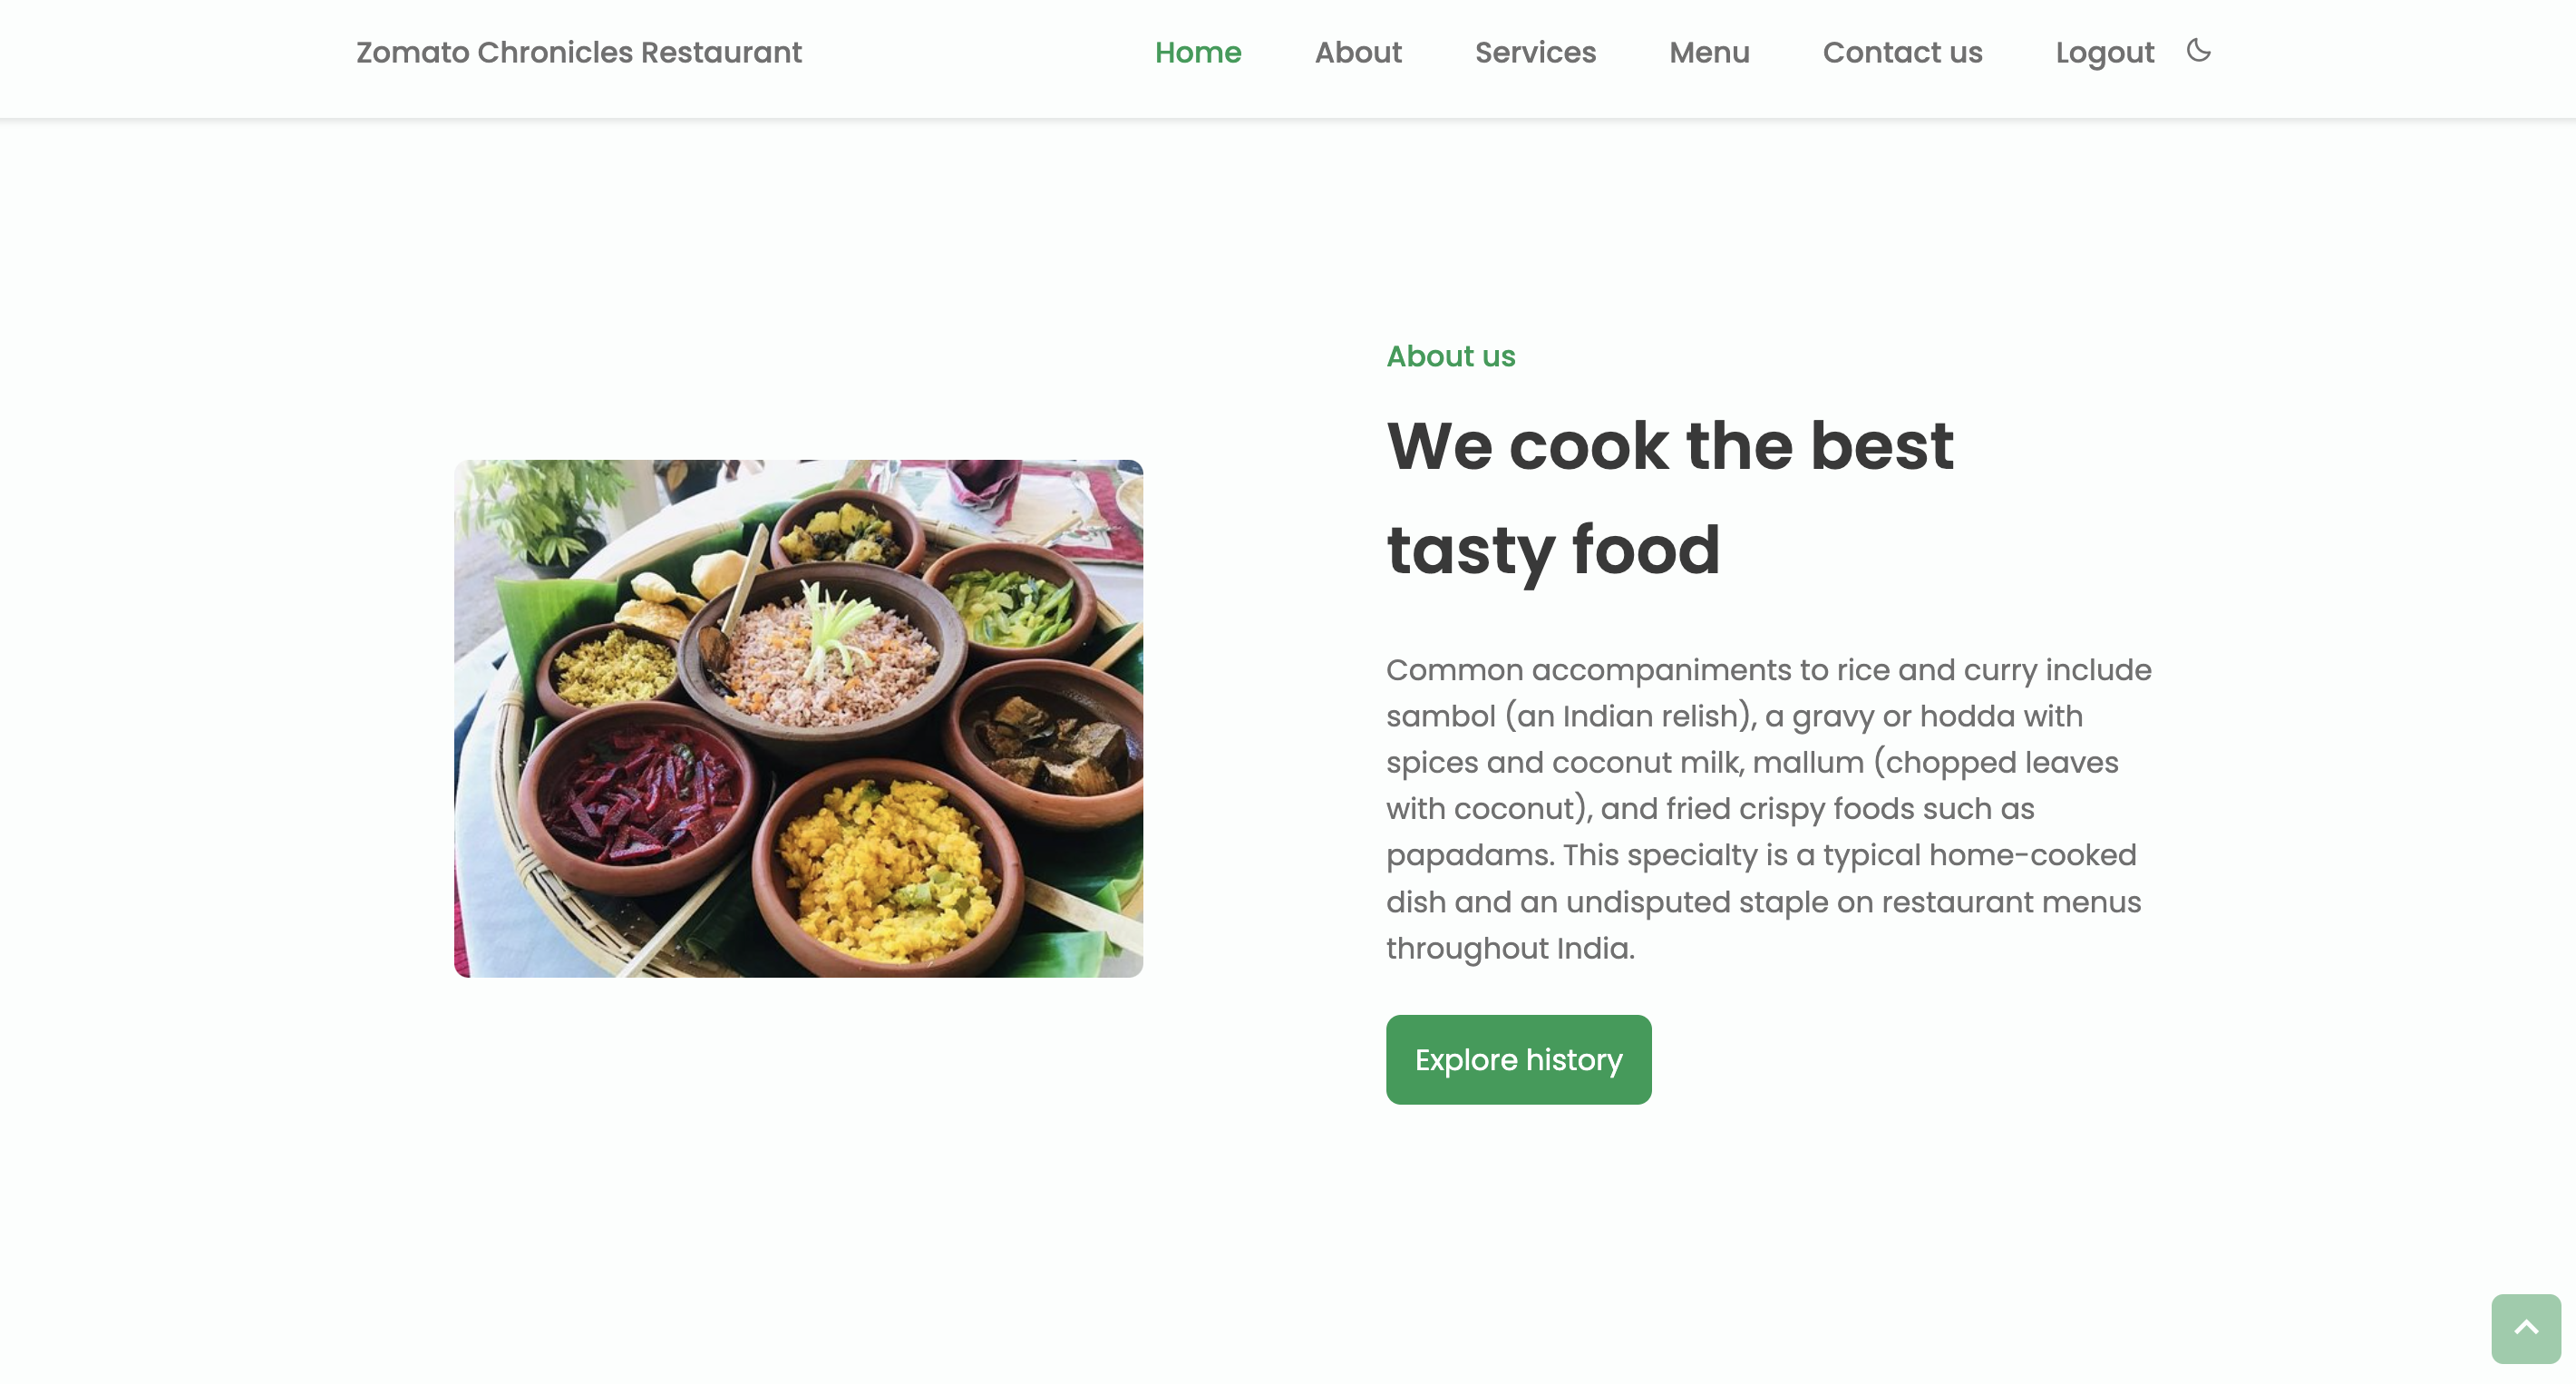 Zomato Chronicles Restaurant
Home
About
Services
Menu
Contact us
Logout
About us
We cook the best
tasty food
Common accompaniments to rice and curry include
sambol (an Indian relish), a gravy or hodda with
spices and coconut milk, mallum (chopped leaves
with coconut), and fried crispy foods such as
papadams. This specialty is a typical home-cooked
dish and an undisputed staple on restaurant menus
throughout India.
Explore history